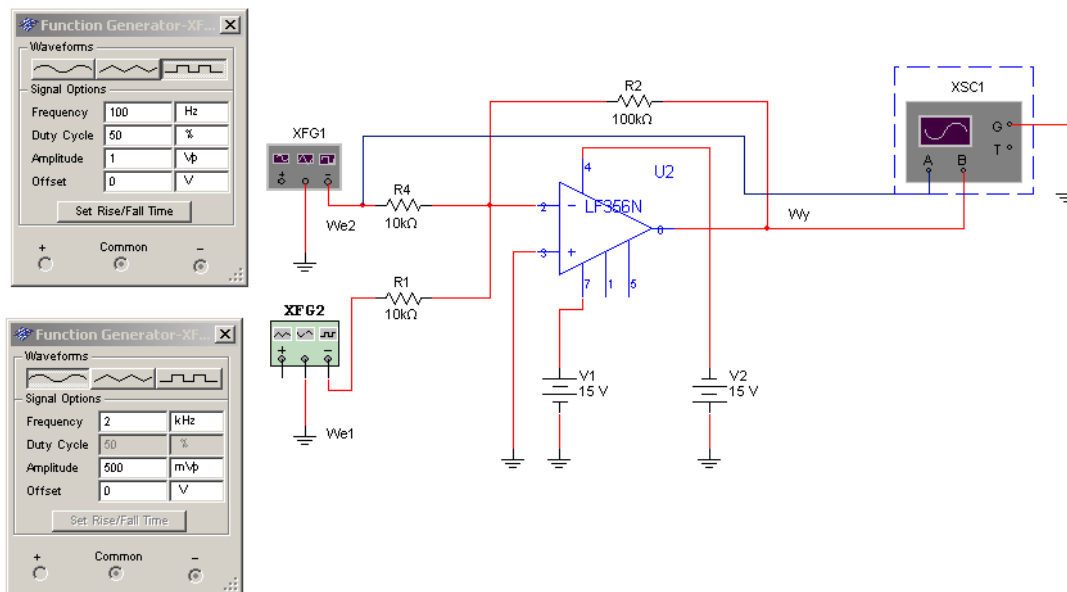 Function Generator-XF...
Waveforms
Signal Options
Frequency 100 Hz
Duty Cycle 50 %
Amplitude 1 Vp
Offset 0 V
Set Rise/Fall Time
+ Common −
Function Generator-XF...
Waveforms
Signal Options
Frequency 2 kHz
Duty Cycle 50 %
Amplitude 500 mVp
Offset 0 V
Set Rise/Fall Time
+ Common −
XFG1
+ −
We2
R4
10kΩ
XFG2
+ −
We1
R1
10kΩ
R2
100kΩ
U2
LF356N
4
2 −
3 +
6
7 1 5
V1
15 V
V2
15 V
Wy
XSC1
G
T
A B